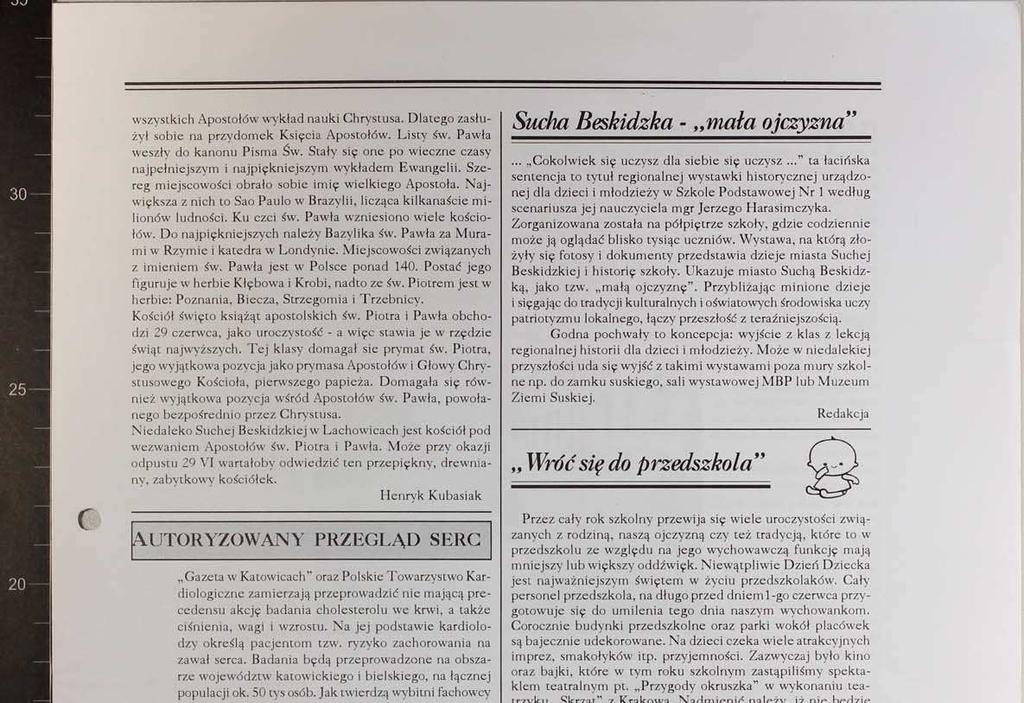 wszystkich Apostołów wykład nauki Chrystusa. Dlatego zasłu-
żył sobie na przydomek Księcia Apostołów. Listy św. Pawła
weszły do kanonu Pisma Św. Stały się one po wieczne czasy
najpełniejszym i najpiękniejszym wykładem Ewangelii. Sze-
reg miejscowości obrało sobie imię wielkiego Apostoła. Naj-
większa z nich to Sao Paulo w Brazylii, licząca kilkanaście mi-
lionów ludności. Ku czci św. Pawła wzniesiono wiele kościo-
łów. Do najpiękniejszych należy Bazylika św. Pawła za Mura-
mi w Rzymie i katedra w Londynie. Miejscowości związanych
z imieniem św. Pawła jest w Polsce ponad 140. Postać jego
figuruje w herbie Kłębowa i Krobi, nadto ze św. Piotrem jest w
herbie: Poznania, Biecza, Strzegomia i Trzebnicy.
Kościół święto książąt apostolskich św. Piotra i Pawła obcho-
dzi 29 czerwca, jako uroczystość - a więc stawia je w rzędzie
świąt najwyższych. Tej klasy domagał sie prymat św. Piotra,
jego wyjątkowa pozycja jako prymasa Apostołów i Głowy Chry-
stusowego Kościoła, pierwszego papieża. Domagała się rów-
nież wyjątkowa pozycja wśród Apostołów św. Pawła, powoła-
nego bezpośrednio przez Chrystusa.
Niedaleko Suchej Beskidzkiej w Lachowicach jest kościół pod
wezwaniem Apostołów św. Piotra i Pawła. Może przy okazji
odpustu 29 VI wartałoby odwiedzić ten przepiękny, drewnia-
ny, zabytkowy kościółek.
Henryk Kubasiak
AUTORYZOWANY PRZEGLĄD SERC
„Gazeta w Katowicach" oraz Polskie Towarzystwo Kar-
diologiczne zamierzają przeprowadzić nie mającą pre-
cedensu akcję badania cholesterolu we krwi, a także
ciśnienia, wagi i wzrostu. Na jej podstawie kardiolo-
dzy określą pacjentom tzw. ryzyko zachorowania na
zawał serca. Badania będą przeprowadzone na obsza-
rze województw katowickiego i bielskiego, na łącznej
populacji ok. 50 tys osób. Jak twierdzą wybitni fachowcy
Sucha Beskidzka - „mała ojczyzna"
... „Cokolwiek się uczysz dla siebie się uczysz ..." ta łacińska
sentencja to tytuł regionalnej wystawki historycznej urządzo-
nej dla dzieci i młodzieży w Szkole Podstawowej Nr 1 według
scenariusza jej nauczyciela mgr Jerzego Harasimczyka.
Zorganizowana została na półpiętrze szkoły, gdzie codziennie
może ją oglądać blisko tysiąc uczniów. Wystawa, na którą zło-
żyły się fotosy i dokumenty przedstawia dzieje miasta Suchej
Beskidzkiej i historię szkoły. Ukazuje miasto Suchą Beskidz-
ką, jako tzw. „małą ojczyznę". Przybliżając minione dzieje
i sięgając do tradycji kulturalnych i oświatowych środowiska uczy
patriotyzmu lokalnego, łączy przeszłość z teraźniejszością.
Godna pochwały to koncepcja: wyjście z klas z lekcją
regionalnej historii dla dzieci i młodzieży. Może w niedalekiej
przyszłości uda się wyjść z takimi wystawami poza mury szkol-
ne np. do zamku suskiego, sali wystawowej MBP lub Muzeum
Ziemi Suskiej.
Redakcja
„Wróć się do przedszkola"
Przez cały rok szkolny przewija się wiele uroczystości zwią-
zanych z rodziną, naszą ojczyzną czy też tradycją, które to w
przedszkolu ze względu na jego wychowawczą funkcję mają
mniejszy lub większy oddźwięk. Niewątpliwie Dzień Dziecka
jest najważniejszym świętem w życiu przedszkolaków. Cały
personel przedszkola, na długo przed dniem 1-go czerwca przy-
gotowuje się do umilenia tego dnia naszym wychowankom.
Corocznie budynki przedszkolne oraz parki wokół placówek
są bajecznie udekorowane. Na dzieci czeka wiele atrakcyjnych
imprez, smakołyków itp. przyjemności. Zazwyczaj było kino
oraz bajki, które w tym roku szkolnym zastąpiliśmy spekta-
klem teatralnym pt. „Przygody okruszka" w wykonaniu tea-
trzyku „Skrzat" z Krakowa. Nadmienić należy, iż nie będzie
30
25
20